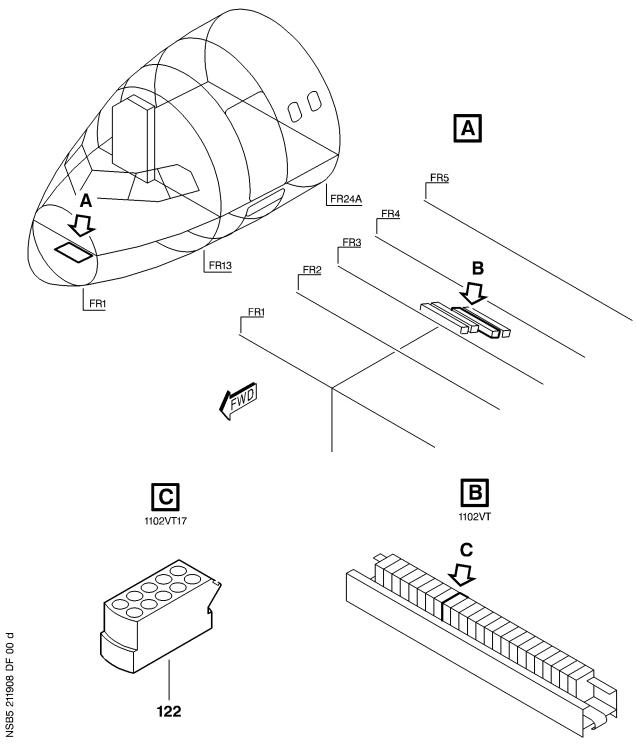 A
FR24A
FR13
FR1
A
FR5
FR4
FR3
FR2
FR1
B
FWD
C
1102VT17
122
B
1102VT
C
NSB5 211908 DF 00 d